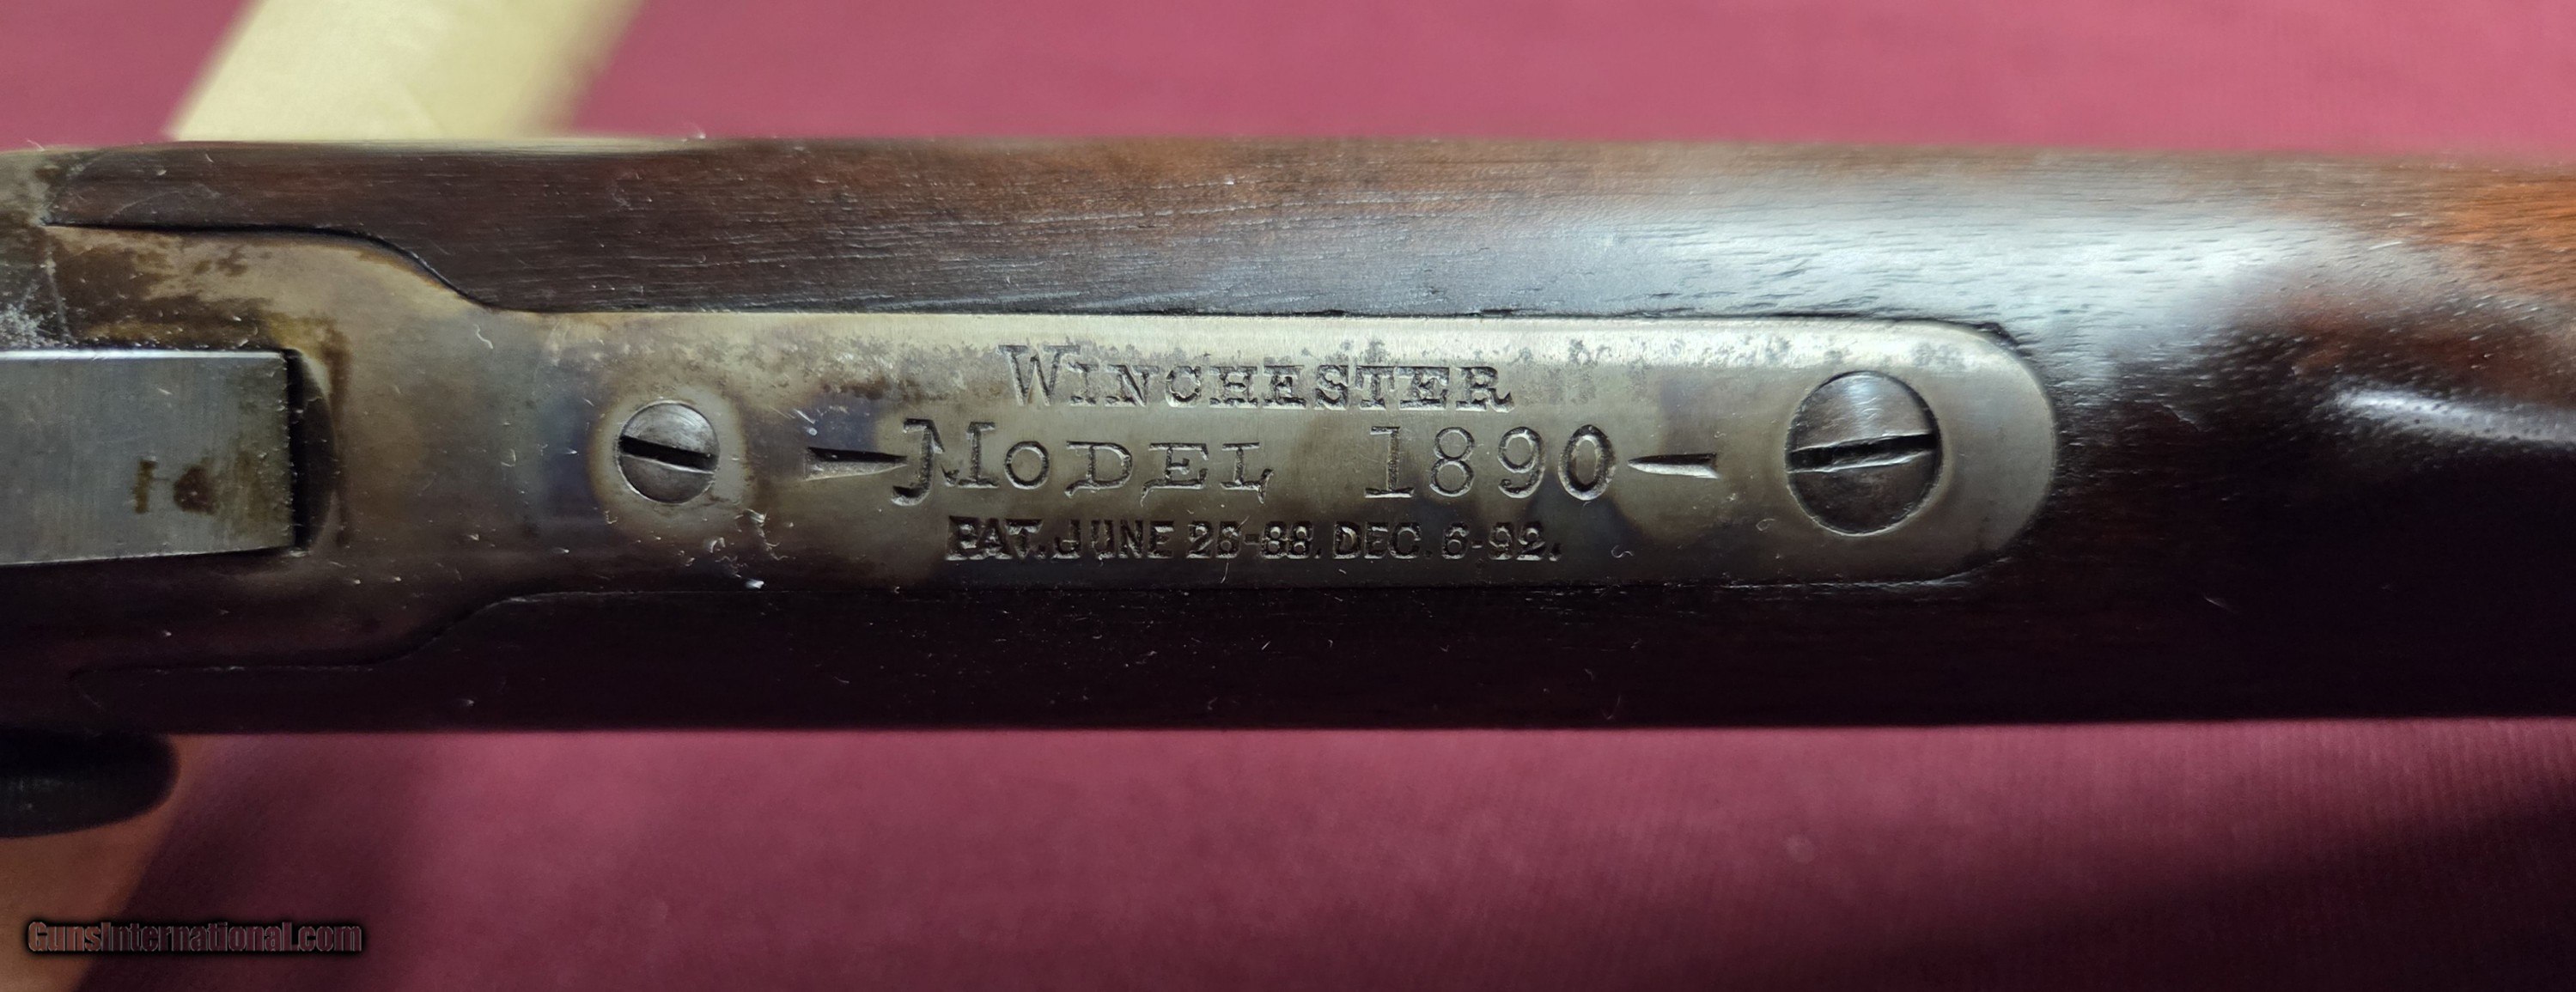 WINCHESTER
MODEL 1890
PAT. JUNE 26-88. DEC. 6-92.
GunsInternational.com